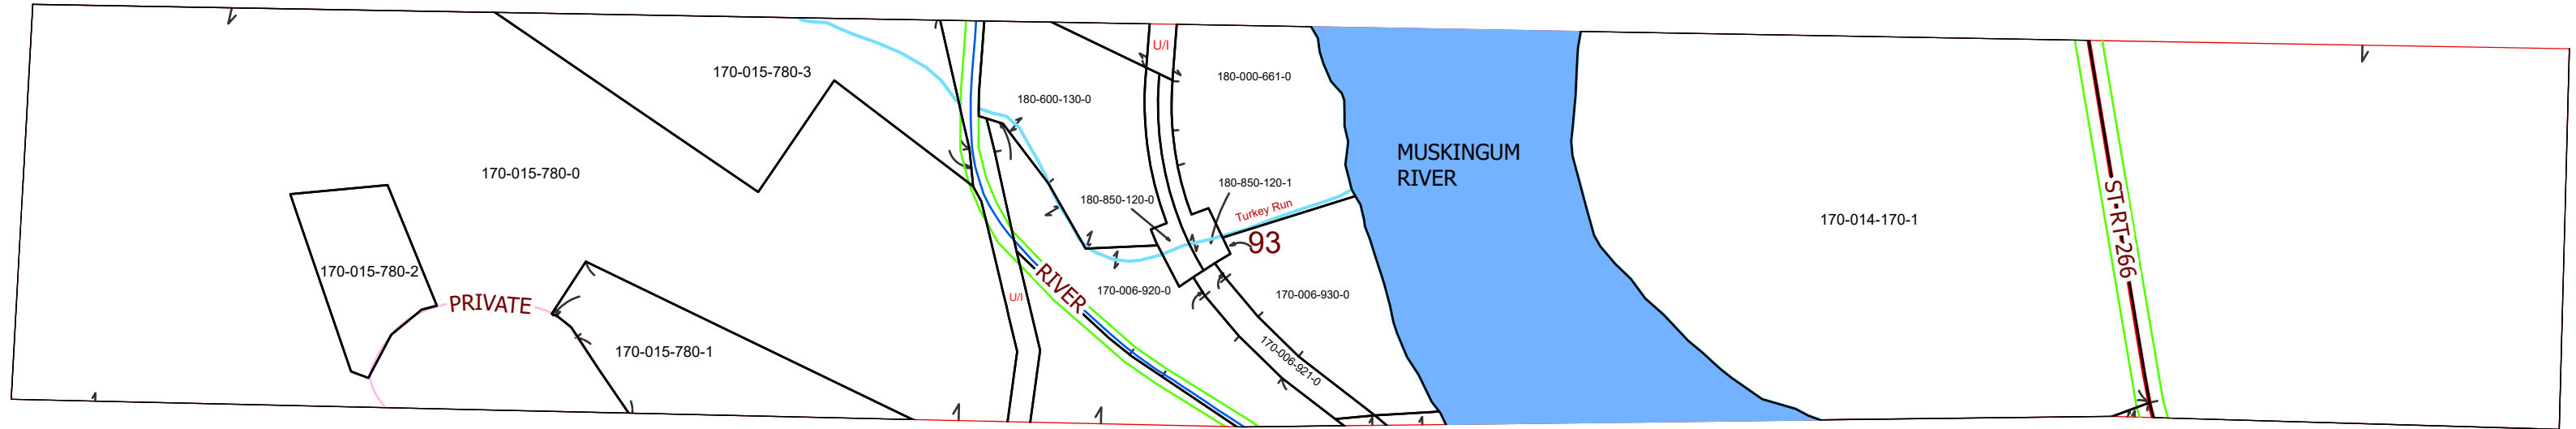 U/I
170-015-780-3
180-000-661-0
180-600-130-0
MUSKINGUM
RIVER
170-015-780-0
180-850-120-1
180-850-120-0
Turkey Run
170-014-170-1
ST-RT-266
93
170-015-780-2
PRIVATE
U/I
RIVER
170-006-920-0
170-006-930-0
170-015-780-1
170-006-921-0